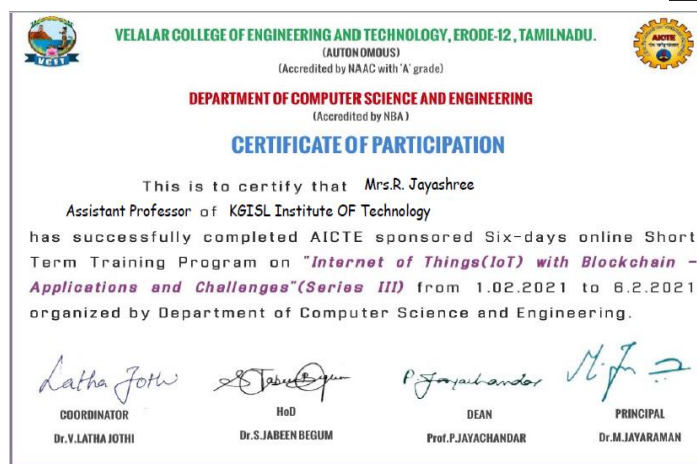 VELALAR COLLEGE OF ENGINEERING AND TECHNOLOGY, ERODE-12, TAMILNADU.
(AUTONOMOUS)
(Accredited by NAAC with 'A' grade)
VCET
AICTE
DEPARTMENT OF COMPUTER SCIENCE AND ENGINEERING
(Accredited by NBA)
CERTIFICATE OF PARTICIPATION
This is to certify that Mrs.R. Jayashree
Assistant Professor of KGISL Institute OF Technology
has successfully completed AICTE sponsored Six-days online Short
Term Training Program on "Internet of Things(IoT) with Blockchain –
Applications and Challenges"(Series III) from 1.02.2021 to 6.2.2021
organized by Department of Computer Science and Engineering.
Latha Jothi S Jabeen Begum P Jayachandar
COORDINATOR HoD DEAN PRINCIPAL
Dr.V.LATHA JOTHI Dr.S.JABEEN BEGUM Prof.P.JAYACHANDAR Dr.M.JAYARAMAN